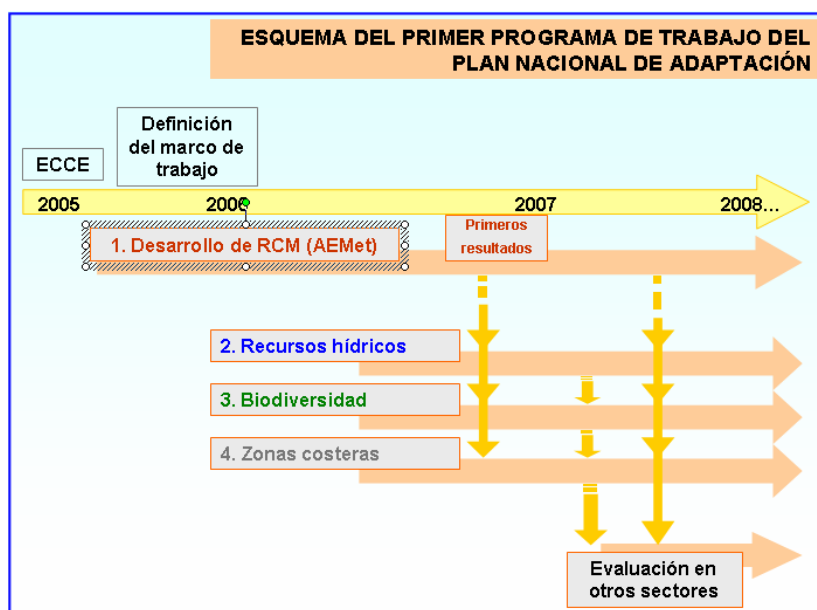 ESQUEMA DEL PRIMER PROGRAMA DE TRABAJO DEL
PLAN NACIONAL DE ADAPTACIÓN
Definición
del marco de
trabajo
ECCE
2005
2006
2007
2008...
1. Desarrollo de RCM (AEMet)
Primeros
resultados
2. Recursos hídricos
3. Biodiversidad
4. Zonas costeras
Evaluación en
otros sectores